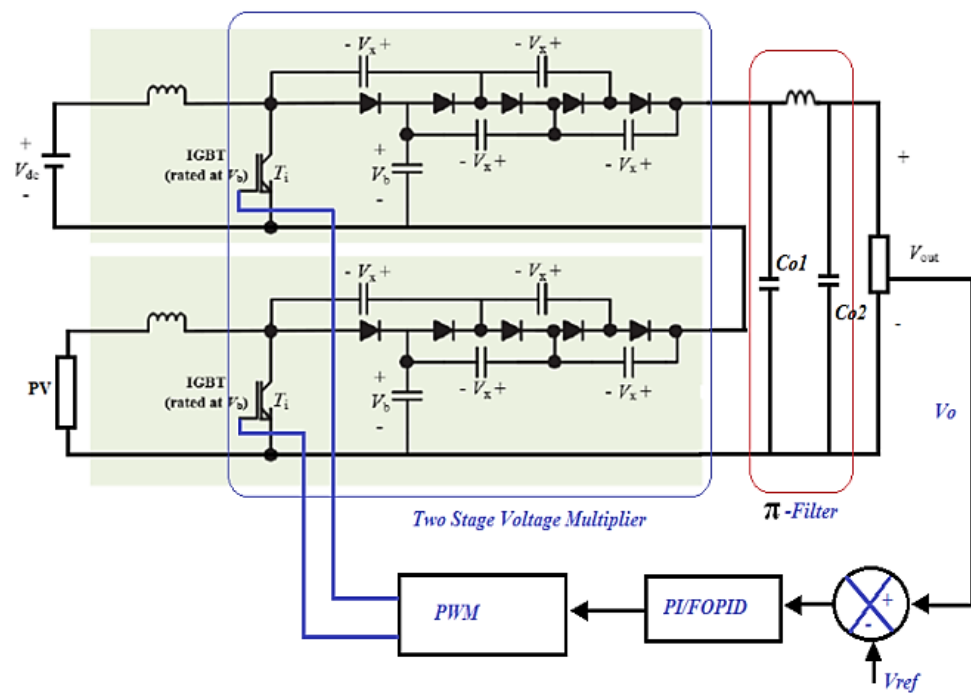 - Vx +
- Vx +
+
Vdc
-
IGBT
(rated at Vb)
Ti
+
Vb
-
- Vx +
- Vx +
+
Vout
-
Co1
Co2
- Vx +
- Vx +
PV
IGBT
(rated at Vb)
Ti
+
Vb
-
- Vx +
- Vx +
Vo
Two Stage Voltage Multiplier
π -Filter
PWM
PI/FOPID
+
-
Vref